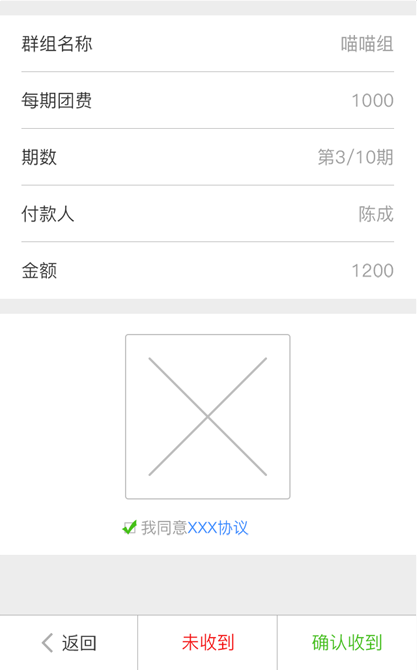 群组名称 喵喵组
每期团费 1000
期数 第3/10期
付款人 陈成
金额 1200
我同意XXX协议
返回 未收到 确认收到